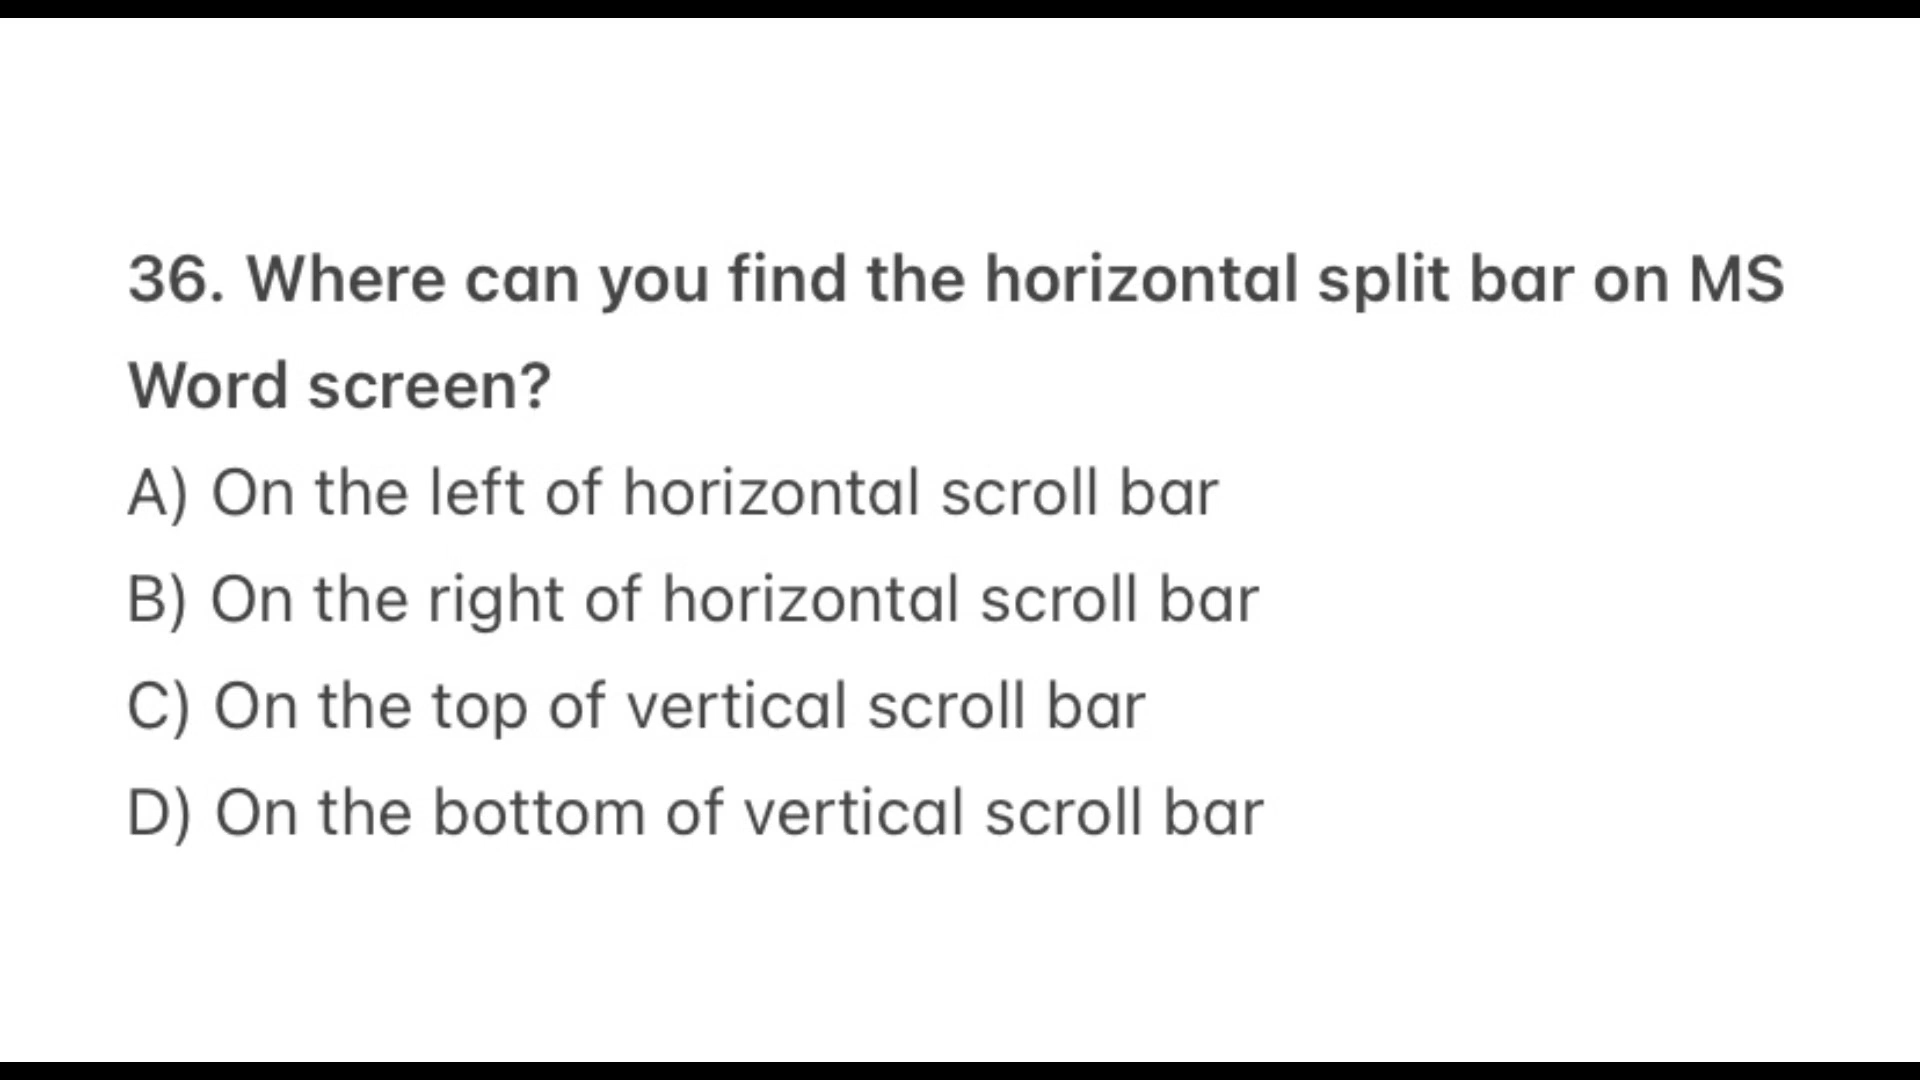 36. Where can you find the horizontal split bar on MS
Word screen?
A) On the left of horizontal scroll bar
B) On the right of horizontal scroll bar
C) On the top of vertical scroll bar
D) On the bottom of vertical scroll bar